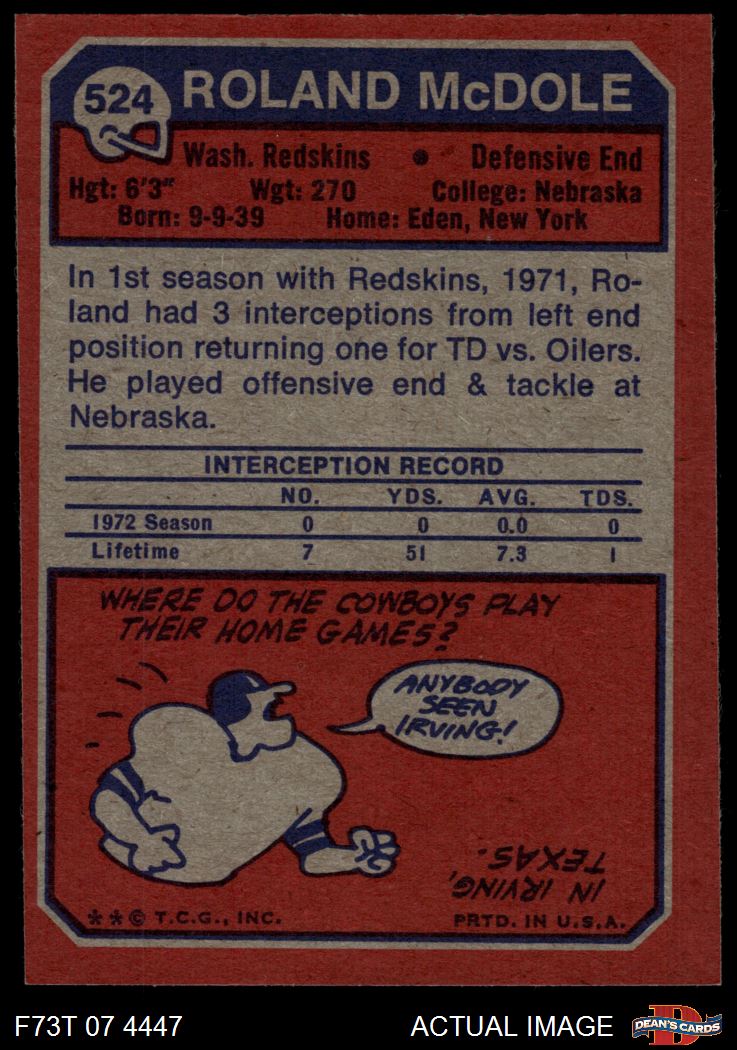 524
ROLAND McDOLE
Wash. Redskins • Defensive End
Hgt: 6'3" Wgt: 270 College: Nebraska
Born: 9-9-39 Home: Eden, New York
In 1st season with Redskins, 1971, Ro-
land had 3 interceptions from left end
position returning one for TD vs. Oilers.
He played offensive end & tackle at
Nebraska.
INTERCEPTION RECORD
NO. YDS. AVG. TDS.
1972 Season 0 0 0.0 0
Lifetime 7 51 7.3 1
WHERE DO THE COWBOYS PLAY
THEIR HOME GAMES?
ANYBODY
SEEN
IRVING!
IN IRVING,
TEXAS.
**© T.C.G., INC. PRTD. IN U.S.A.
F73T 07 4447 ACTUAL IMAGE D DEAN'S CARDS